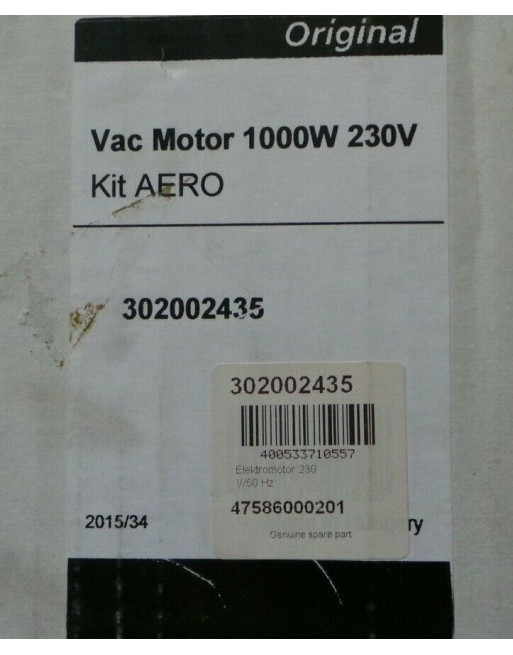 Original
Vac Motor 1000W 230V
Kit AERO
302002435
302002435
400533710557
Elektromotor 230
V/50 Hz
47586000201
Genuine spare part
2015/34
ry